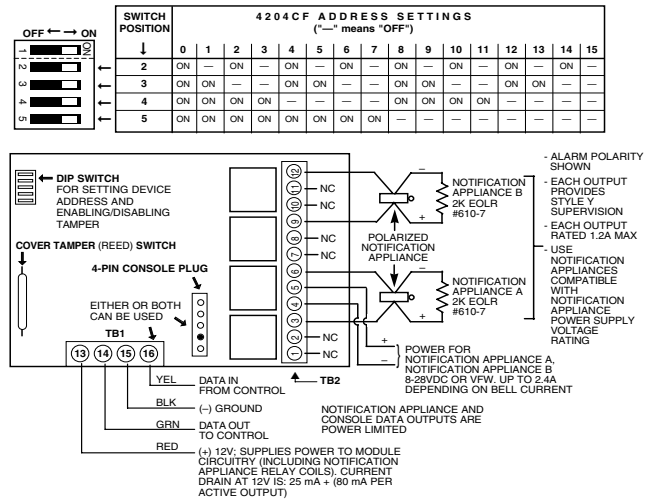 SWITCH POSITION
4204CF ADDRESS SETTINGS
("—" means "OFF")
OFF ← → ON
↓ 0 1 2 3 4 5 6 7 8 9 10 11 12 13 14 15
2 ON — ON — ON — ON — ON — ON — ON — ON —
3 ON ON — — ON ON — — ON ON — — ON ON — —
4 ON ON ON ON — — — — ON ON ON ON — — — —
5 ON ON ON ON ON ON ON ON — — — — — — — —
ON
1
2
3
4
5
DIP SWITCH
FOR SETTING DEVICE
ADDRESS AND
ENABLING/DISABLING
TAMPER
COVER TAMPER (REED) SWITCH
4-PIN CONSOLE PLUG
EITHER OR BOTH
CAN BE USED
TB1
13 14 15 16
12
11 NC
10 NC
9
8 NC
7 NC
6
5
4
3
2 NC
1 NC
TB2
–
+
POLARIZED
NOTIFICATION
APPLIANCE
–
+
NOTIFICATION
APPLIANCE B
2K EOLR
#610-7
NOTIFICATION
APPLIANCE A
2K EOLR
#610-7
- ALARM POLARITY
SHOWN
- EACH OUTPUT
PROVIDES
STYLE Y
SUPERVISION
- EACH OUTPUT
RATED 1.2A MAX
- USE
NOTIFICATION
APPLIANCES
COMPATIBLE
WITH
NOTIFICATION
APPLIANCE
POWER SUPPLY
VOLTAGE
RATING
+
–
POWER FOR
NOTIFICATION APPLIANCE A,
NOTIFICATION APPLIANCE B
8-28VDC OR VFW. UP TO 2.4A
DEPENDING ON BELL CURRENT
YEL DATA IN
FROM CONTROL
BLK (–) GROUND
GRN DATA OUT
TO CONTROL
RED (+) 12V; SUPPLIES POWER TO MODULE
CIRCUITRY (INCLUDING NOTIFICATION
APPLIANCE RELAY COILS). CURRENT
DRAIN AT 12V IS: 25 mA + (80 mA PER
ACTIVE OUTPUT)
NOTIFICATION APPLIANCE AND
CONSOLE DATA OUTPUTS ARE
POWER LIMITED